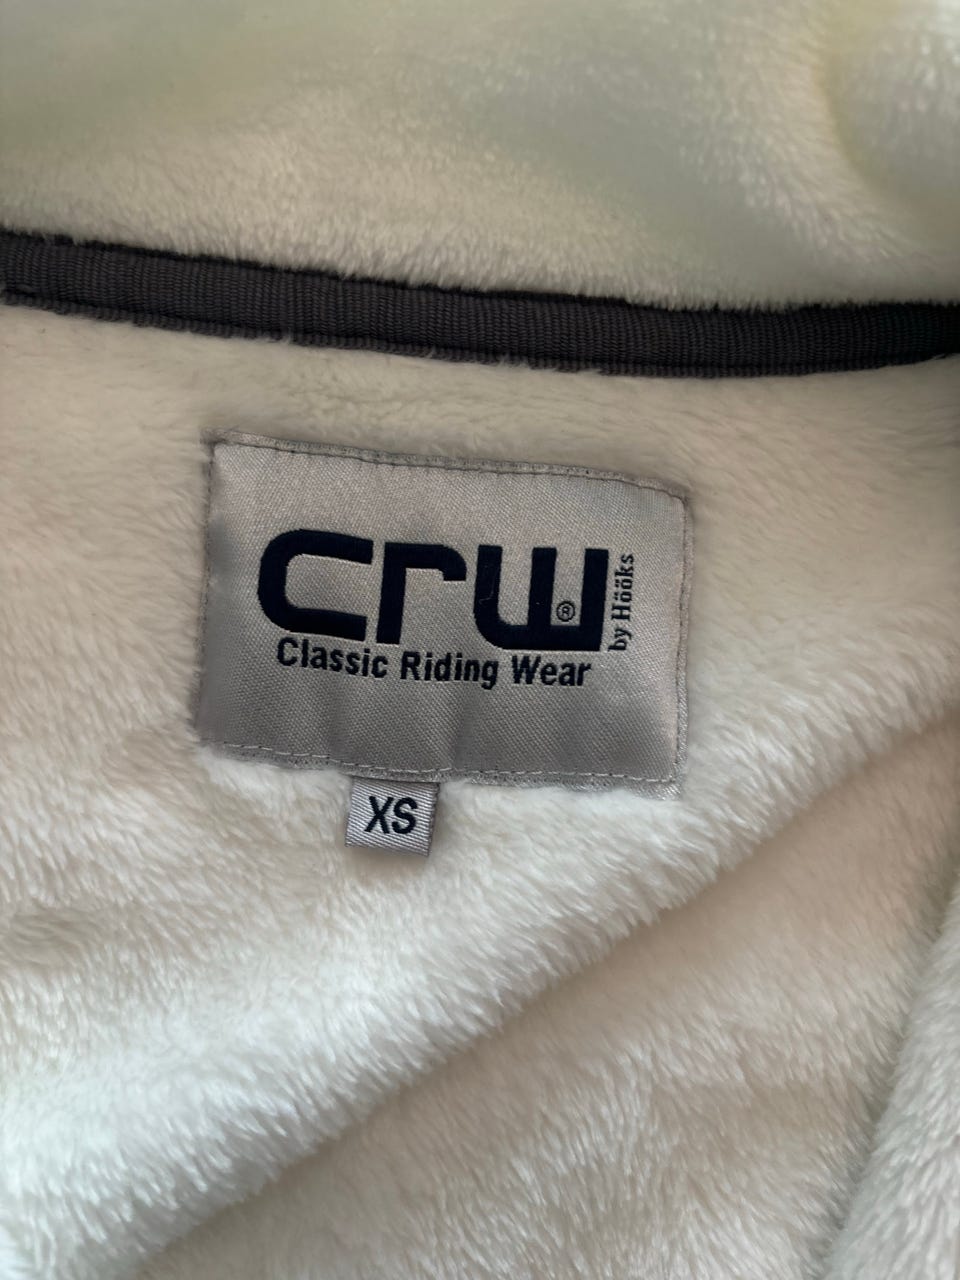 crw®
by Hööks
Classic Riding Wear
XS